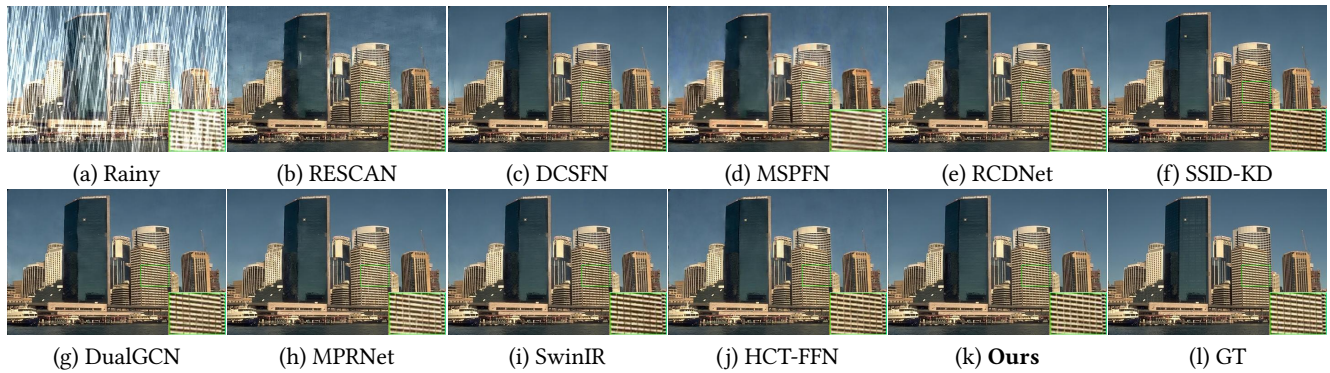 (a) Rainy (b) RESCAN (c) DCSFN (d) MSPFN (e) RCDNet (f) SSID-KD
(g) DualGCN (h) MPRNet (i) SwinIR (j) HCT-FFN (k) Ours (l) GT